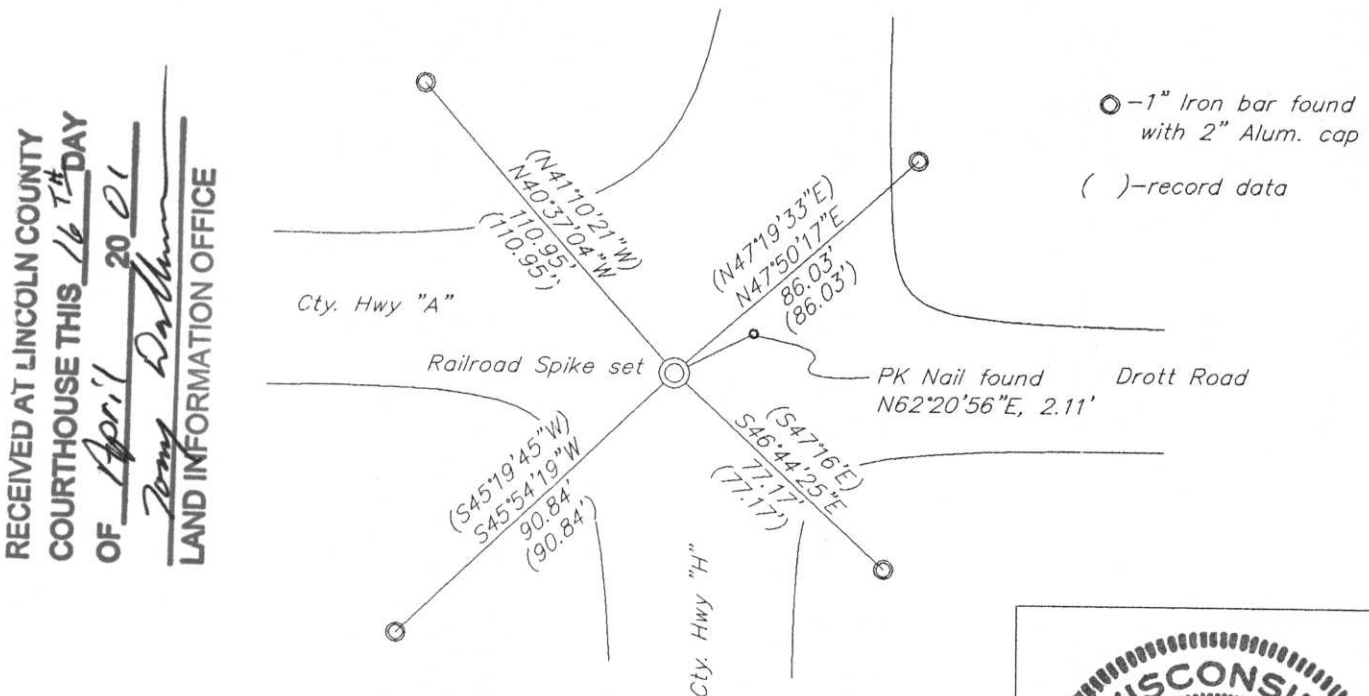 RECEIVED AT LINCOLN COUNTY
COURTHOUSE THIS 16TH DAY
OF April 2001
Tony Dallman
LAND INFORMATION OFFICE
(N41°10'21"W)
N40°37'04"W
110.95'
(110.95')
(N47°19'33"E)
N47°50'17"E
86.03'
(86.03')
-1" Iron bar found
with 2" Alum. cap
( )-record data
Cty. Hwy "A"
Railroad Spike set
PK Nail found
N62°20'56"E, 2.11'
Drott Road
(S45°19'45"W)
S45°54'19"W
90.84'
(90.84')
(S47°16'E)
S46°44'25"E
77.17'
(77.17')
Cty. Hwy "H"